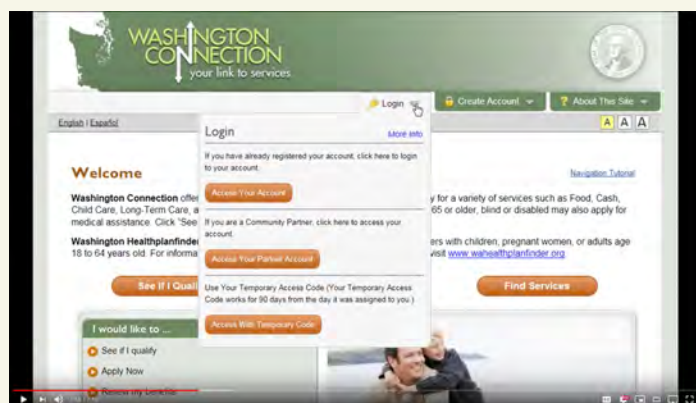 WASHINGTON
CONNECTION
your link to services
Login
Create Account
? About This Site
English | Español
A A A
Login
More Info
If you have already registered your account, click here to login
to your account.
Access Your Account
If you are a Community Partner, click here to access your
account.
Access Your Partner Account
Use Your Temporary Access Code (Your Temporary Access
Code works for 90 days from the day it was assigned to you.)
Access With Temporary Code
Welcome
Navigation Tutorial
Washington Connection offe y for a variety of services such as Food, Cash,
Child Care, Long-Term Care, a 65 or older, blind or disabled may also apply for
medical assistance. Click "See
Washington Healthplanfinde ers with children, pregnant women, or adults age
18 to 64 years old. For informa visit www.wahealthplanfinder.org
See If I Quali
Find Services
I would like to ...
See if I qualify
Apply Now
Renew my benefits